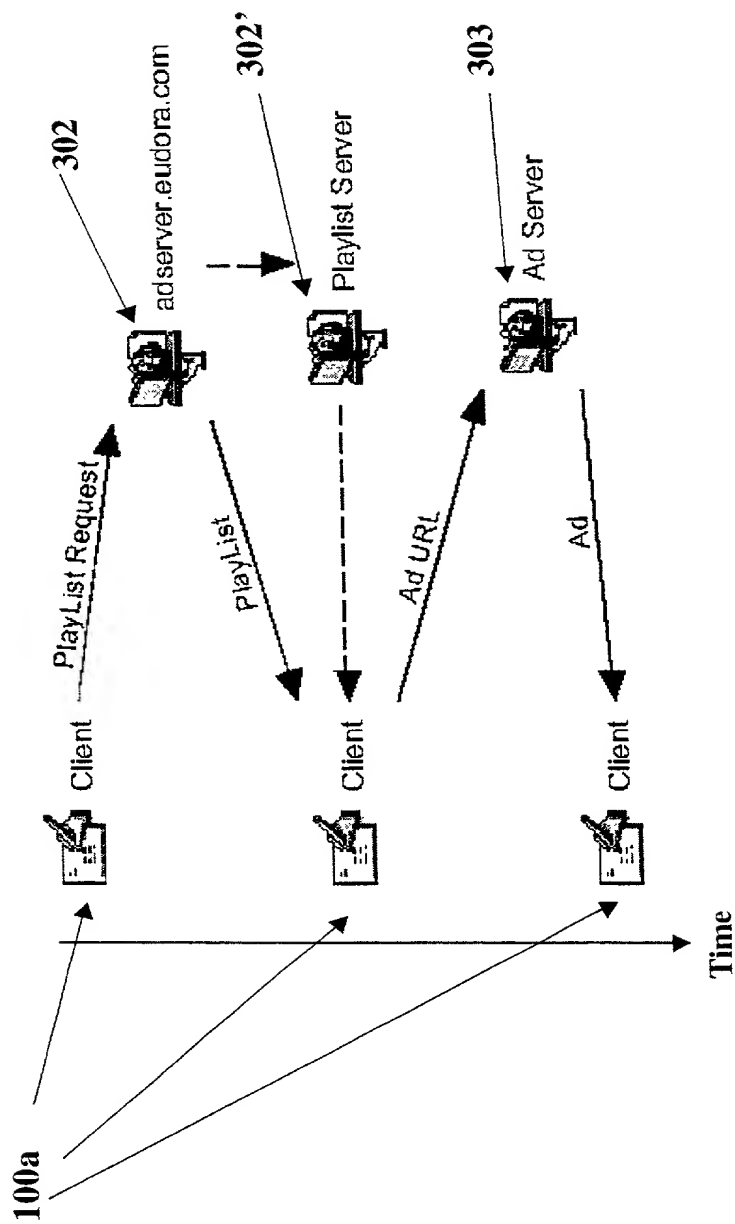 302
adserver.eudora.com
302’
Playlist Server
303
Ad Server
PlayList Request
PlayList
Ad URL
Ad
Client
Client
Client
100a
Time